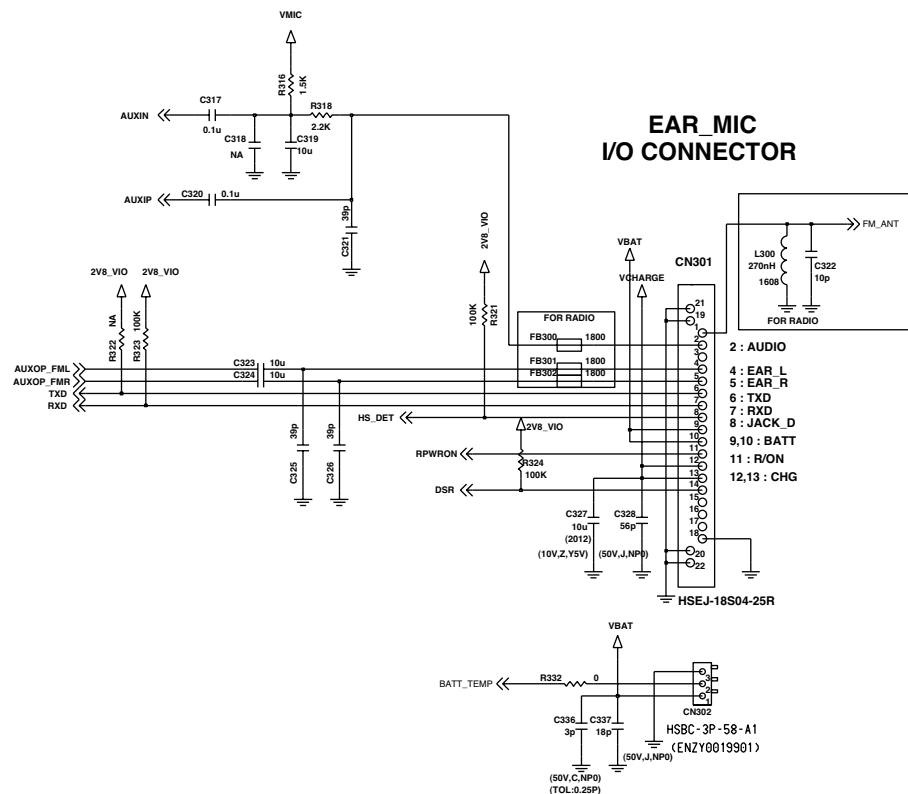 VMIC
R316
1.5K
C317
0.1u
AUXIN
R318
2.2K
C318
NA
C319
10u
EAR_MIC
I/O CONNECTOR
AUXIP
C320
0.1u
39p
C321
FM_ANT
L300
270nH
1608
C322
10p
FOR RADIO
2V8_VIO
VBAT
VCHARGE
CN301
2V8_VIO
2V8_VIO
NA
R322
100K
R323
100K
R321
FOR RADIO
FB300
1800
FB301
1800
FB302
1800
21
19
1
2
3
4
5
6
7
8
9
10
11
12
13
14
15
16
17
18
20
22
2 : AUDIO
4 : EAR_L
5 : EAR_R
6 : TXD
7 : RXD
8 : JACK_D
9,10 : BATT
11 : R/ON
12,13 : CHG
C323
10u
C324
10u
AUXOP_FML
AUXOP_FMR
TXD
RXD
HS_DET
2V8_VIO
RPWRON
R324
100K
DSR
39p
C325
39p
C326
C327
10u
(2012)
(10V,Z,Y5V)
C328
56p
(50V,J,NP0)
HSEJ-18S04-25R
VBAT
BATT_TEMP
R332
0
3
2
1
CN302
C336
3p
C337
18p
HSBC-3P-58-A1
(ENZY0019901)
(50V,J,NP0)
(50V,C,NP0)
(TOL:0.25P)